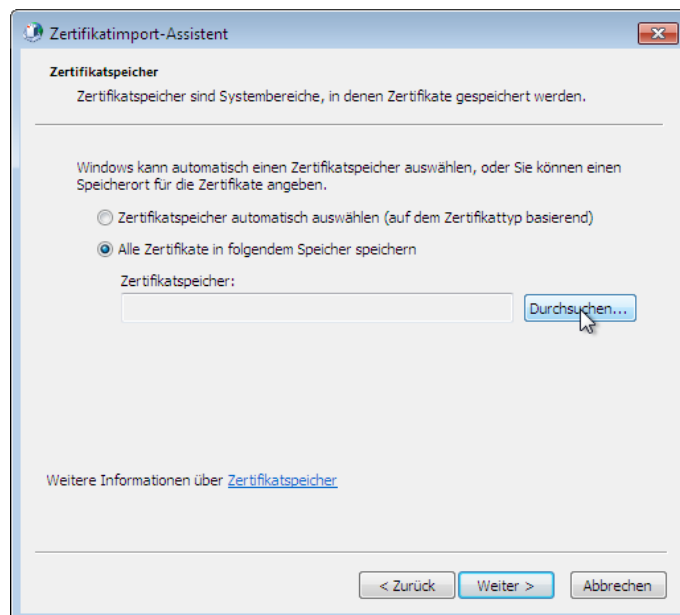 Zertifikatimport-Assistent
Zertifikatspeicher
Zertifikatspeicher sind Systembereiche, in denen Zertifikate gespeichert werden.
Windows kann automatisch einen Zertifikatspeicher auswählen, oder Sie können einen
Speicherort für die Zertifikate angeben.
Zertifikatspeicher automatisch auswählen (auf dem Zertifikattyp basierend)
Alle Zertifikate in folgendem Speicher speichern
Zertifikatspeicher:
Durchsuchen...
Weitere Informationen über Zertifikatspeicher
< Zurück Weiter > Abbrechen